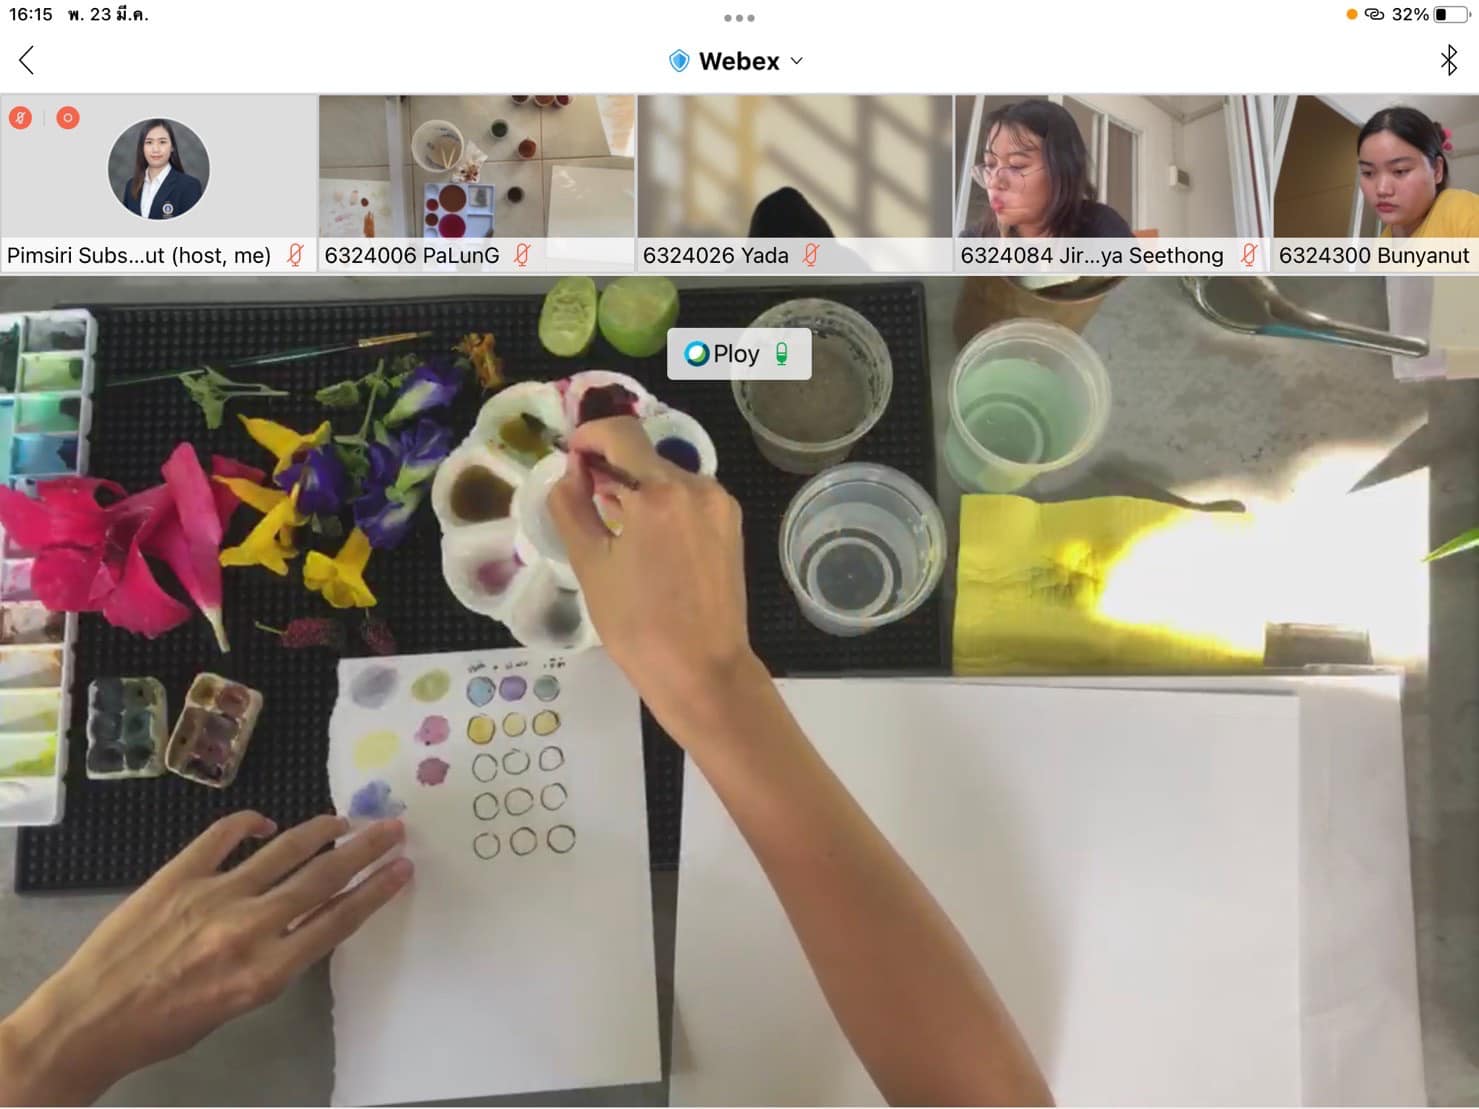 16:15 พ. 23 มี.ค.
32%
Webex
Pimsiri Subs...ut (host, me)
6324006 PaLunG
6324026 Yada
6324084 Jir...ya Seethong
6324300 Bunyanut
Ploy